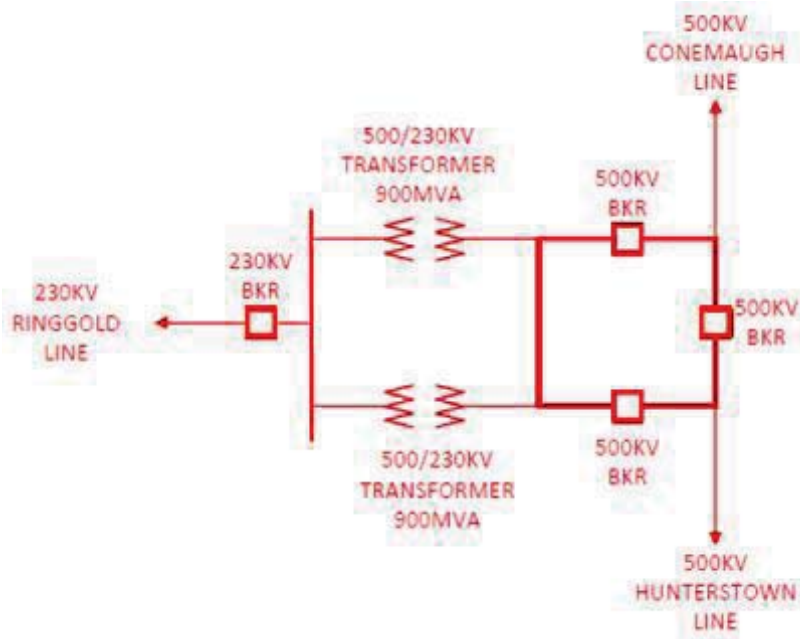 500KV
CONEMAUGH
LINE
500/230KV
TRANSFORMER
900MVA
500KV
BKR
230KV
BKR
230KV
RINGGOLD
LINE
500KV
BKR
500KV
BKR
500/230KV
TRANSFORMER
900MVA
500KV
HUNTERSTOWN
LINE